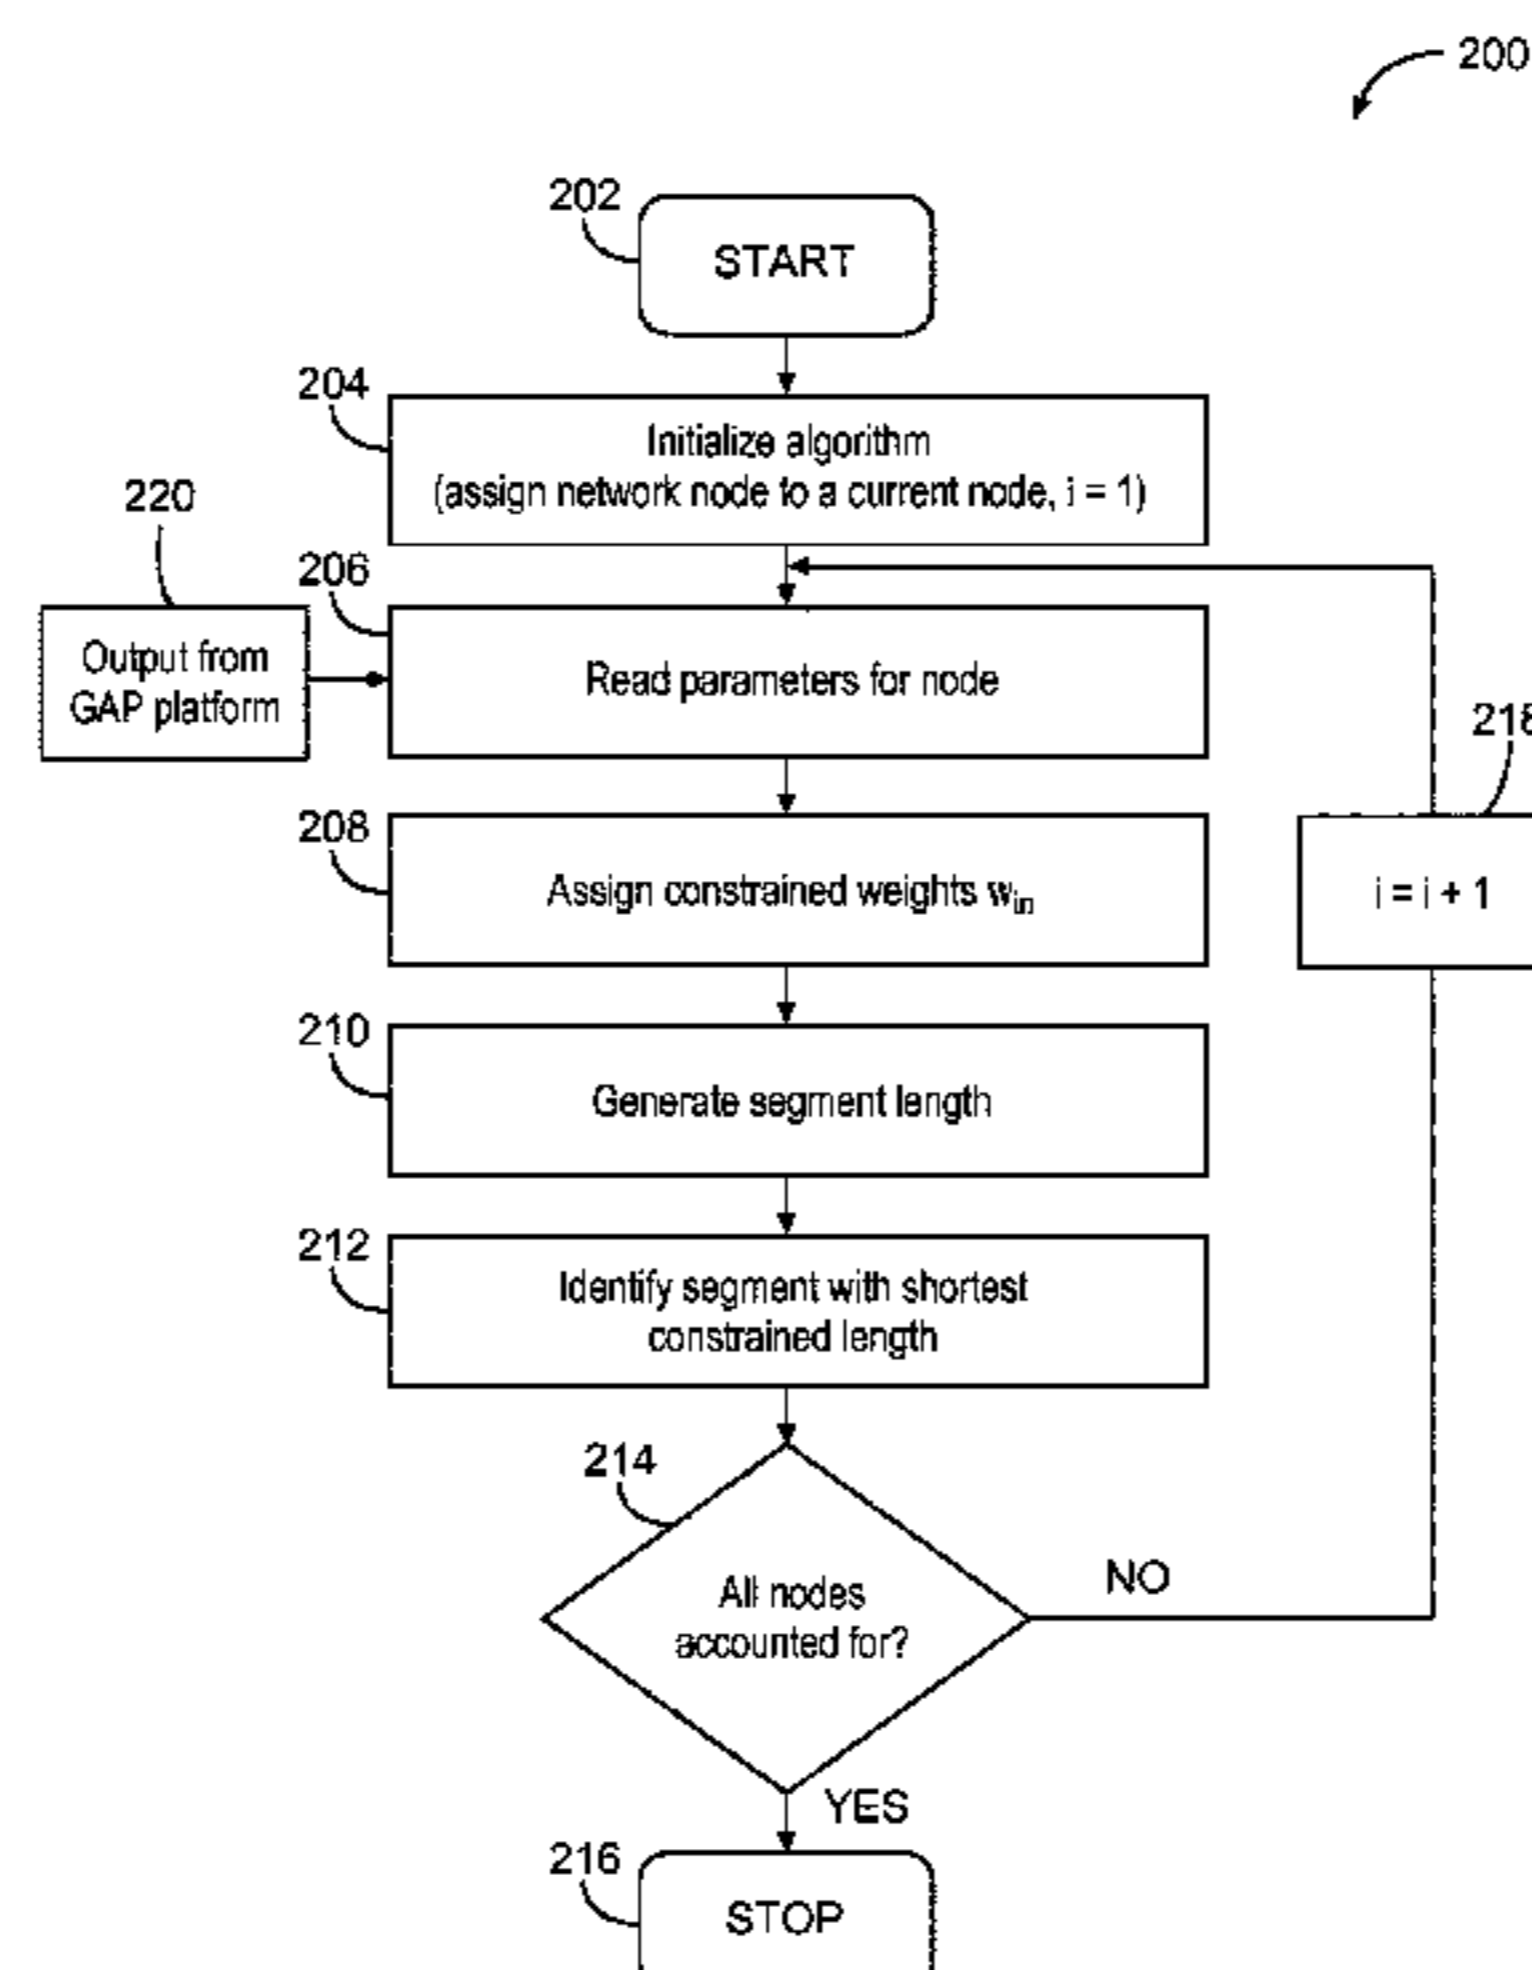 200
202
START
204
Initialize algorithm
(assign network node to a current node, i = 1)
220
206
Output from
GAP platform
Read parameters for node
208
Assign constrained weights win
i = i + 1
210
Generate segment length
212
Identify segment with shortest
constrained length
214
All nodes
accounted for?
NO
YES
216
STOP